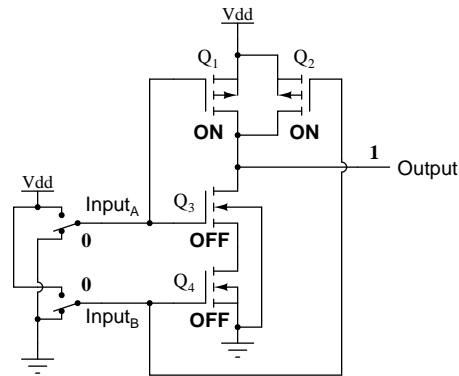 Vdd
Q1 Q2
ON ON
1 Output
Q3
Vdd
InputA
0 OFF
0 Q4
InputB OFF